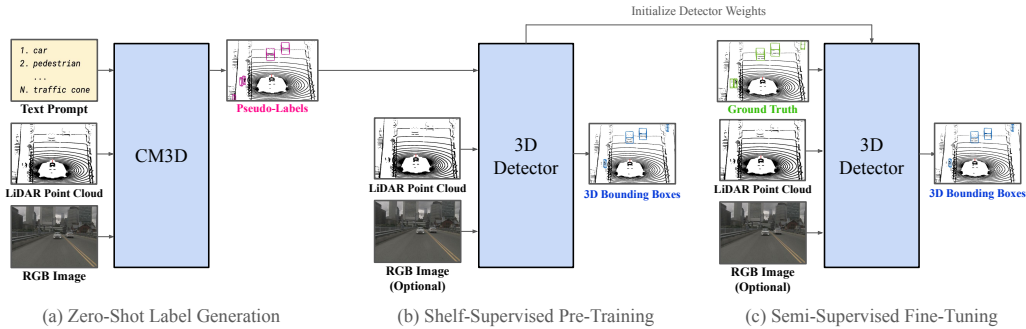 Initialize Detector Weights
1. car
2. pedestrian
...
N. traffic cone
Text Prompt
LiDAR Point Cloud
RGB Image
CM3D
Pseudo-Labels
(a) Zero-Shot Label Generation
LiDAR Point Cloud
RGB Image
(Optional)
3D
Detector
3D Bounding Boxes
(b) Shelf-Supervised Pre-Training
Ground Truth
LiDAR Point Cloud
RGB Image
(Optional)
3D
Detector
3D Bounding Boxes
(c) Semi-Supervised Fine-Tuning